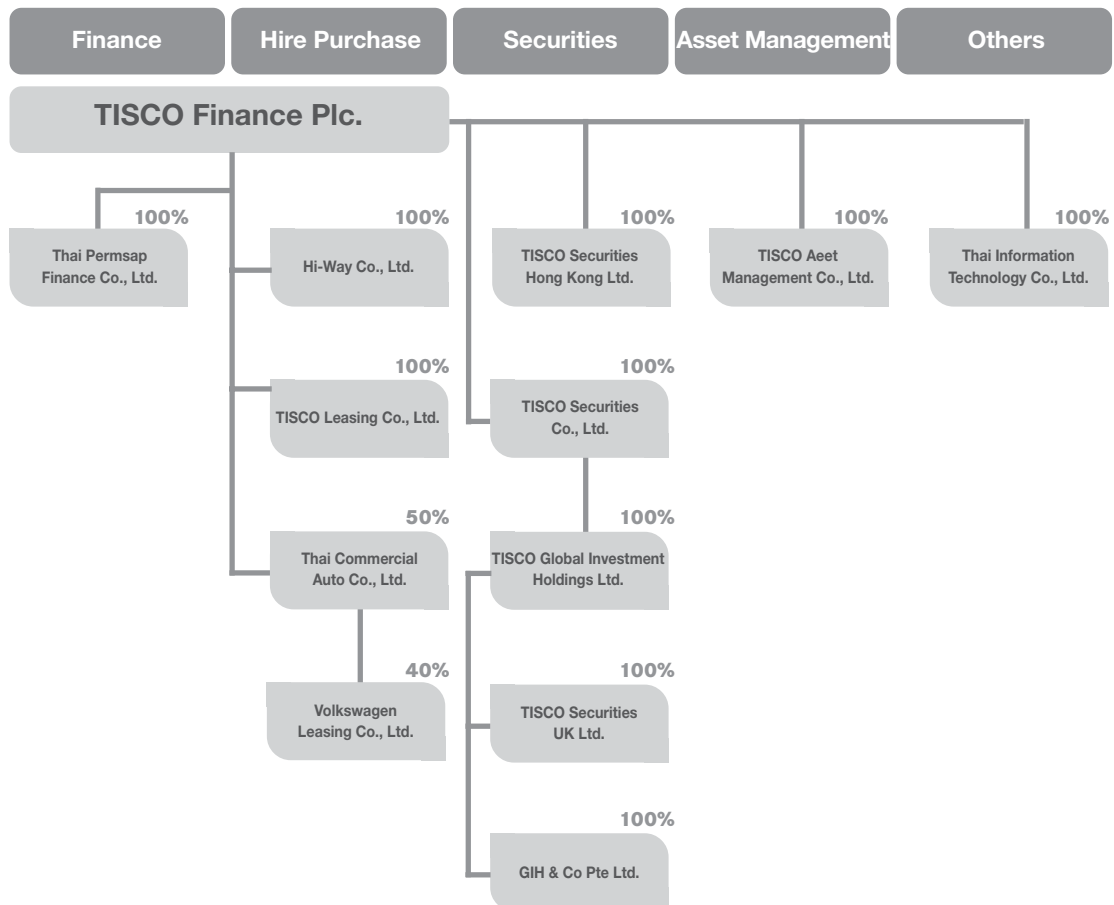 Finance
Hire Purchase
Securities
Asset Management
Others
TISCO Finance Plc.
100%
100%
100%
100%
100%
Thai Permsap
Finance Co., Ltd.
Hi-Way Co., Ltd.
TISCO Securities
Hong Kong Ltd.
TISCO Aeet
Management Co., Ltd.
Thai Information
Technology Co., Ltd.
100%
100%
TISCO Leasing Co., Ltd.
TISCO Securities
Co., Ltd.
50%
100%
Thai Commercial
Auto Co., Ltd.
TISCO Global Investment
Holdings Ltd.
40%
100%
Volkswagen
Leasing Co., Ltd.
TISCO Securities
UK Ltd.
100%
GIH & Co Pte Ltd.